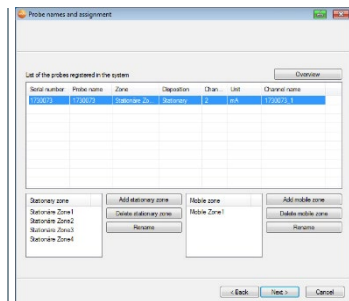 Probe names and assignment
List of the probes registered in the system
Overview
Serial number Probe name Zone Disposition Chan... Unit Channel name
1730073 1730073 Stationäre Zo... Stationary 2 mA 1730073_1
Stationary zone
Stationäre Zone1
Stationäre Zone2
Stationäre Zone3
Stationäre Zone4
Add stationary zone
Delete stationary zone
Rename
Mobile zone
Mobile Zone1
Add mobile zone
Delete mobile zone
Rename
< Back
Next >
Cancel